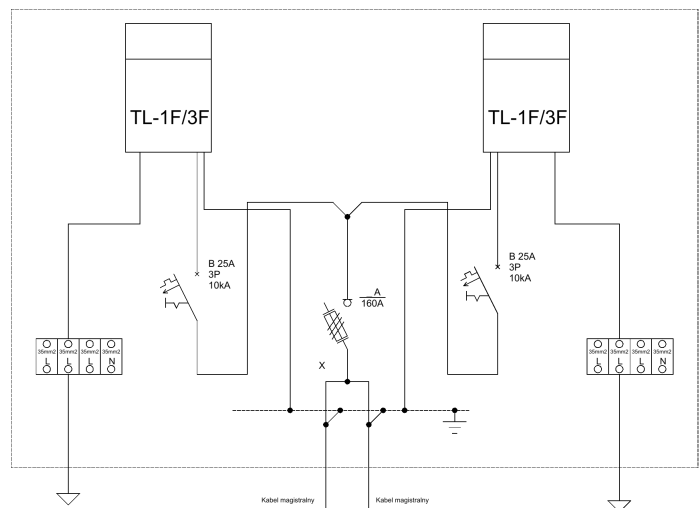 TL-1F/3F
TL-1F/3F
B 25A
3P
10kA
_A
160A
B 25A
3P
10kA
X
35mm2 35mm2 35mm2 35mm2
L L L N
35mm2 35mm2 35mm2 35mm2
L L L N
Kabel magistralny
Kabel magistralny